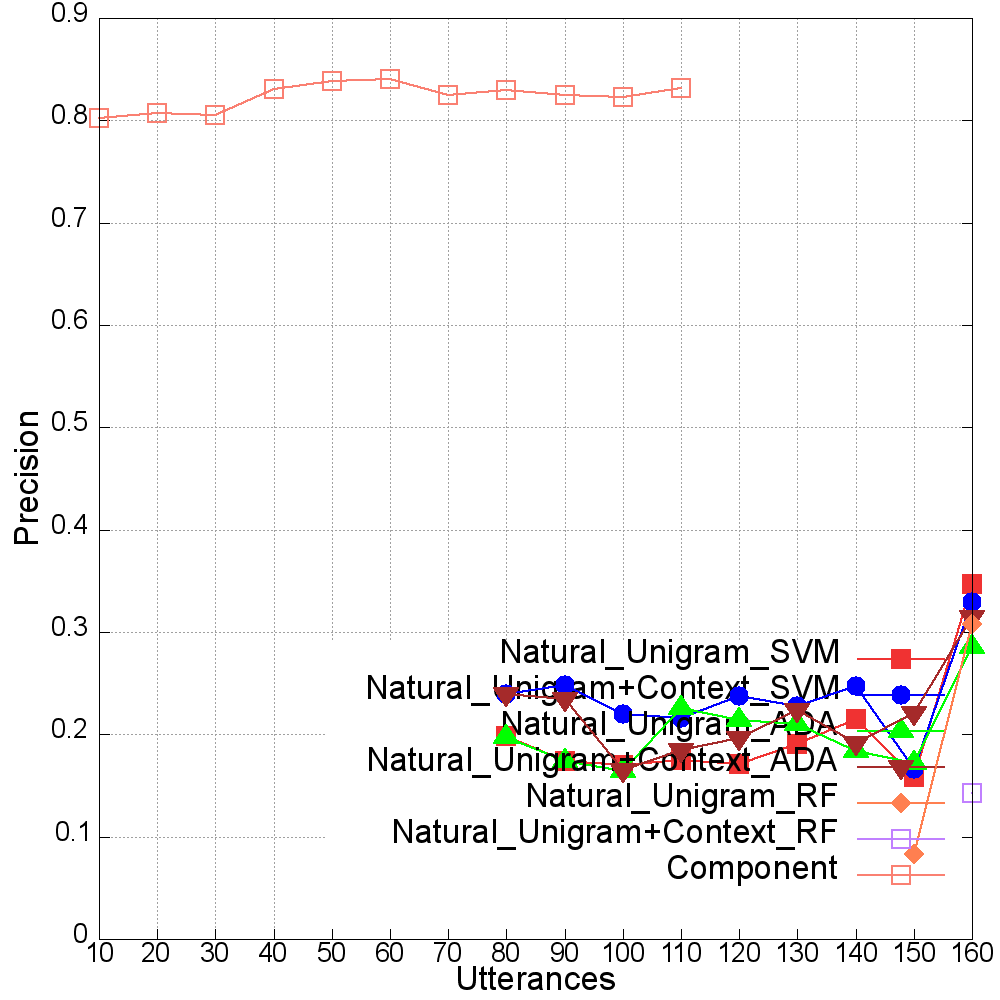 0.9
0.8
0.7
0.6
0.5
0.4
0.3
0.2
0.1
0
Precision
Natural_Unigram_SVM
Natural_Unigram+Context_SVM
Natural_Unigram_ADA
Natural_Unigram+Context_ADA
Natural_Unigram_RF
Natural_Unigram+Context_RF
Component
10 20 30 40 50 60 70 80 90 100 110 120 130 140 150 160
Utterances